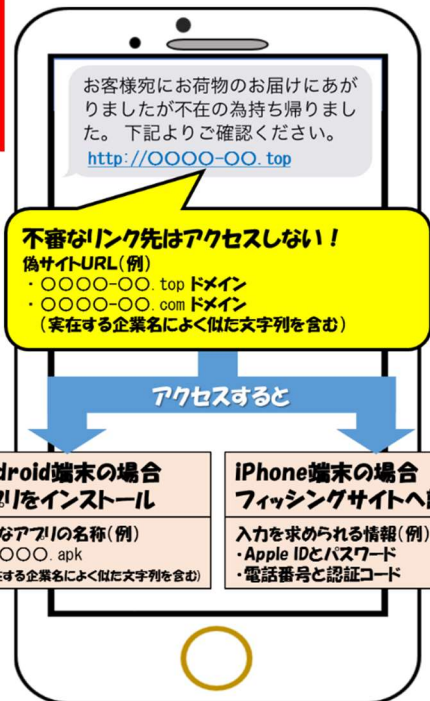 お客様宛にお荷物のお届けにあが
りましたが不在の為持ち帰りまし
た。 下記よりご確認ください。
http://〇〇〇〇-〇〇.top
不審なリンク先はアクセスしない！
偽サイトURL(例)
・〇〇〇〇-〇〇.top ドメイン
・〇〇〇〇-〇〇.com ドメイン
(実在する企業名によく似た文字列を含む)
アクセスすると
droid端末の場合
プリをインストール
なアプリの名称(例)
〇〇〇.apk
在する企業名によく似た文字列を含む)
iPhone端末の場合
フィッシングサイトへ
入力を求められる情報(例)
・Apple IDとパスワード
・電話番号と認証コード